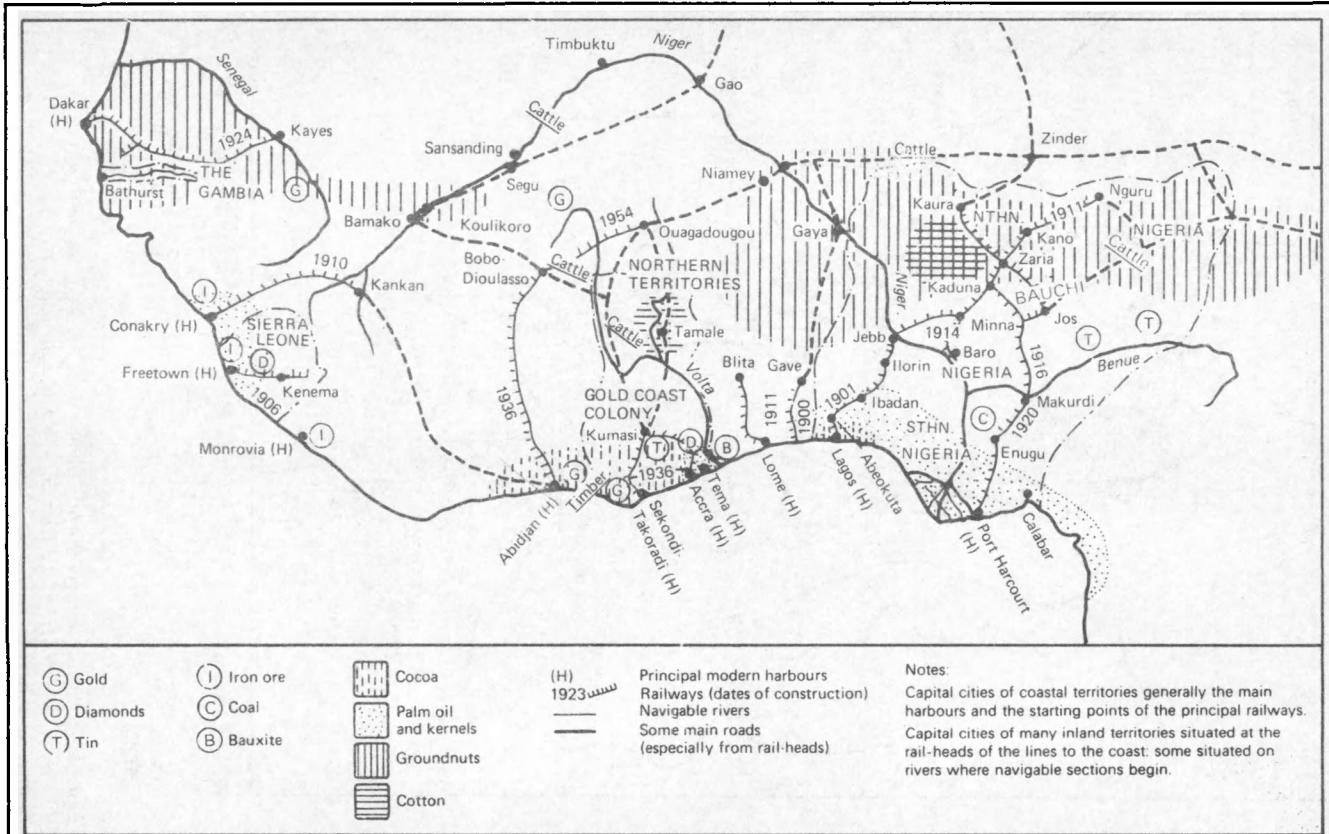 Timbuktu
Niger
Gao
Senegal
Dakar
(H)
1924
Kayes
Cattle
Sansanding
Segu
Zinder
Cattle
Niamey
THE
GAMBIA
Bathurst
G
G
Bamako
Koulikoro
1954
Ouagadougou
Gaya
Kaura
NTHN
1911
Nguru
NIGERIA
Kano
Zaria
Cattle
Bobo-
Dioulasso
Cattle
NORTHERN
TERRITORIES
Niger
Kaduna
BAUCHI
1910
Kankan
I
Conakry (H)
SIERRA
LEONE
Cattle
Tamale
Jos
Minna
1914
T
T
Jebb
Baro
NIGERIA
I
D
Freetown (H)
Kenema
1906
Blita
Gave
Volta
Ilorin
1916
Benue
1901
Ibadan
Makurdi
1936
GOLD COAST
COLONY
1911
1900
STHN
NIGERIA
C
1920
Enugu
Monrovia (H)
I
Kumasi
T
D
B
G
1936
G
Timber
Abidjan (H)
Sekondi-
Takoradi (H)
Accra (H)
Tema (H)
Lome (H)
Lagos (H)
Abeokuta
Port Harcourt
(H)
Calabar
G Gold
D Diamonds
T Tin
I Iron ore
C Coal
B Bauxite
Cocoa
Palm oil
and kernels
Groundnuts
Cotton
(H) Principal modern harbours
1923 Railways (dates of construction)
Navigable rivers
Some main roads
(especially from rail-heads)
Notes:
Capital cities of coastal territories generally the main
harbours and the starting points of the principal railways.
Capital cities of many inland territories situated at the
rail-heads of the lines to the coast: some situated on
rivers where navigable sections begin.